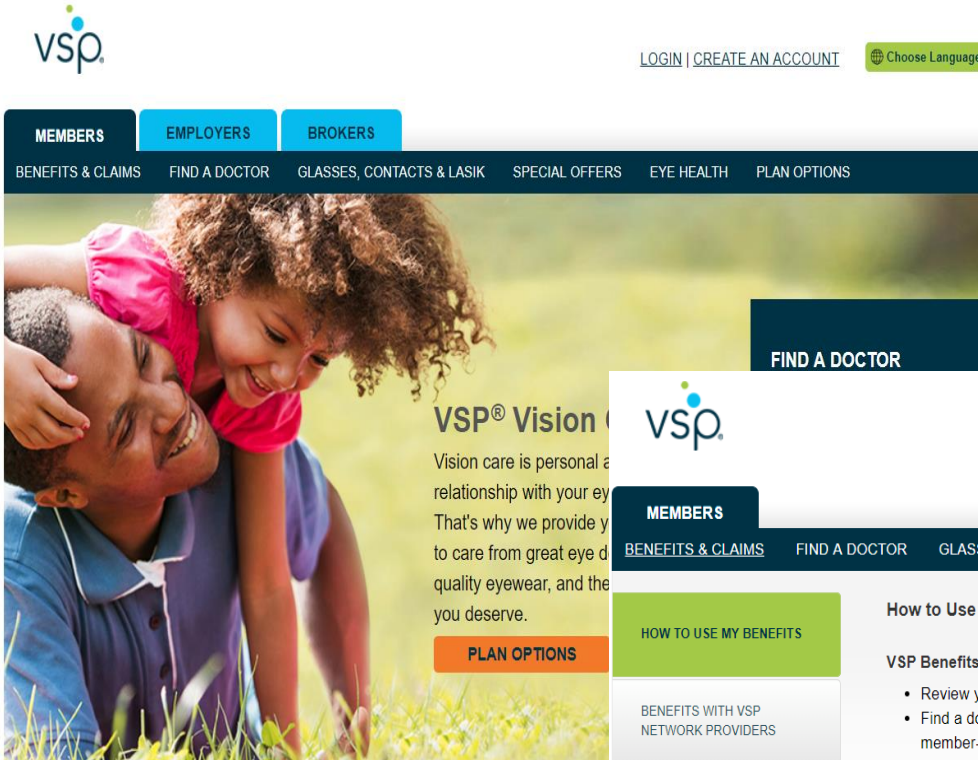 vsp
LOGIN | CREATE AN ACCOUNT
Choose Language
MEMBERS
EMPLOYERS
BROKERS
BENEFITS & CLAIMS
FIND A DOCTOR
GLASSES, CONTACTS & LASIK
SPECIAL OFFERS
EYE HEALTH
PLAN OPTIONS
FIND A DOCTOR
VSP® Vision
Vision care is personal
relationship with your
That's why we provide
to care from great eye
quality eyewear, and the
you deserve.
PLAN OPTIONS
vsp
MEMBERS
BENEFITS & CLAIMS
FIND A DOCTOR
HOW TO USE MY BENEFITS
BENEFITS WITH VSP
NETWORK PROVIDERS
How to Use
VSP Benefits
• Review
• Find a
member-